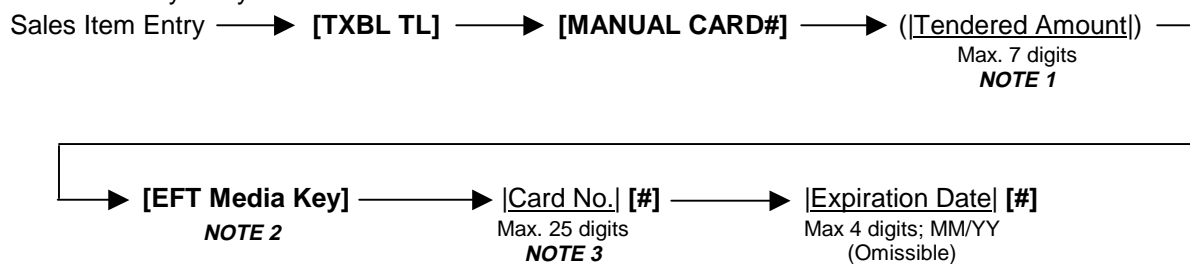 Sales Item Entry [TXBL TL] [MANUAL CARD#] (|Tendered Amount|)
Max. 7 digits
NOTE 1
[EFT Media Key] |Card No.| [#] |Expiration Date| [#]
NOTE 2 Max. 25 digits Max 4 digits; MM/YY
NOTE 3 (Omissible)